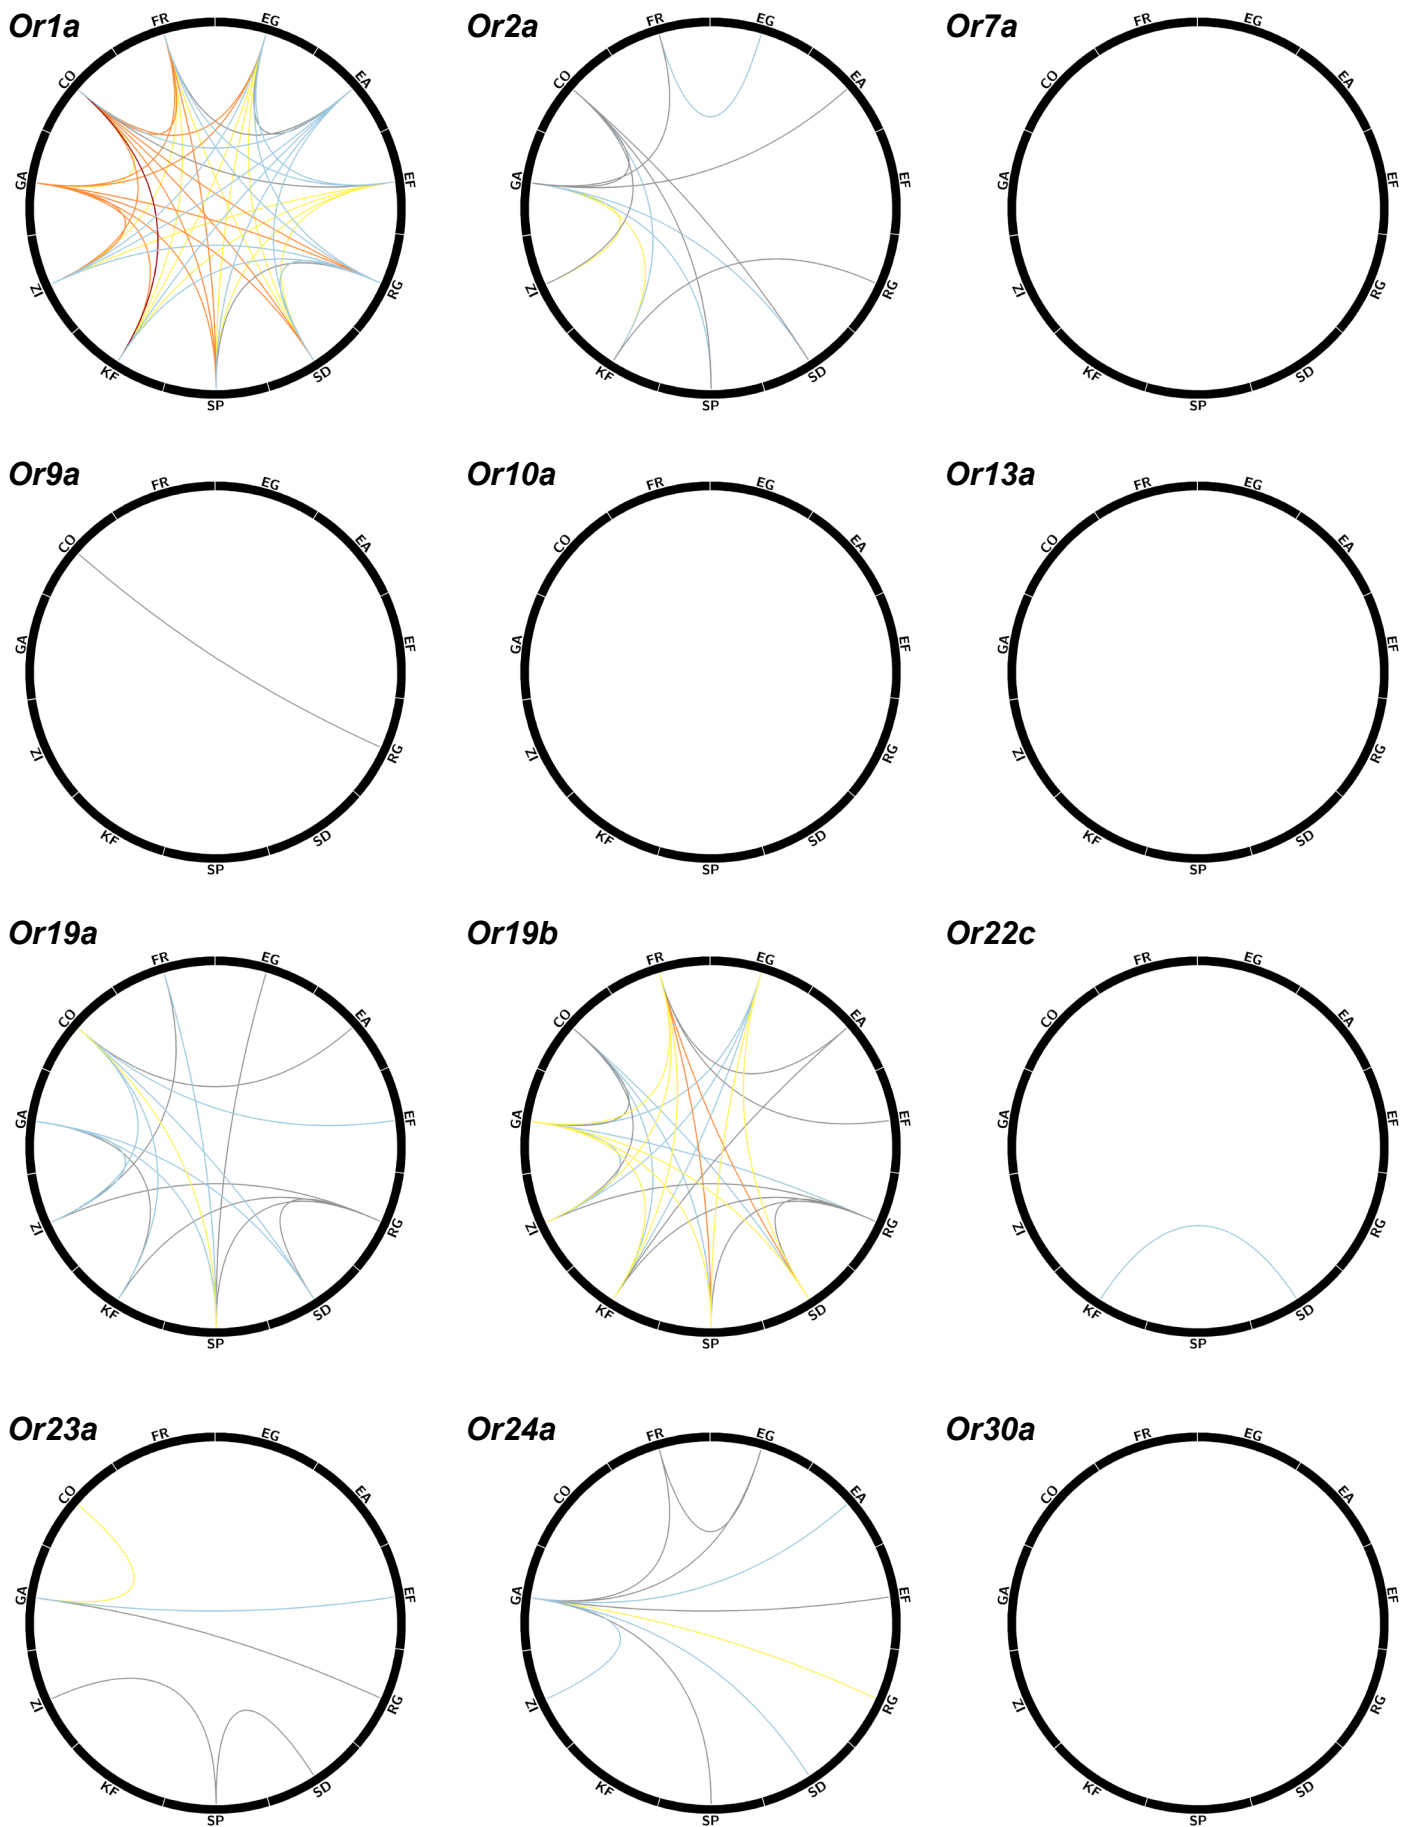 Or1a
FR
EG
CO
EA
GA
EF
ZI
RG
KF
SD
SP
Or2a
FR
EG
CO
EA
GA
EF
ZI
RG
KF
SD
SP
Or7a
FR
EG
CO
EA
GA
EF
ZI
RG
KF
SD
SP
Or9a
FR
EG
CO
EA
GA
EF
ZI
RG
KF
SD
SP
Or10a
FR
EG
CO
EA
GA
EF
ZI
RG
KF
SD
SP
Or13a
FR
EG
CO
EA
GA
EF
ZI
RG
KF
SD
SP
Or19a
FR
EG
CO
EA
GA
EF
ZI
RG
KF
SD
SP
Or19b
FR
EG
CO
EA
GA
EF
ZI
RG
KF
SD
SP
Or22c
FR
EG
CO
EA
GA
EF
ZI
RG
KF
SD
SP
Or23a
FR
EG
CO
EA
GA
EF
ZI
RG
KF
SD
SP
Or24a
FR
EG
CO
EA
GA
EF
ZI
RG
KF
SD
SP
Or30a
FR
EG
CO
EA
GA
EF
ZI
RG
KF
SD
SP